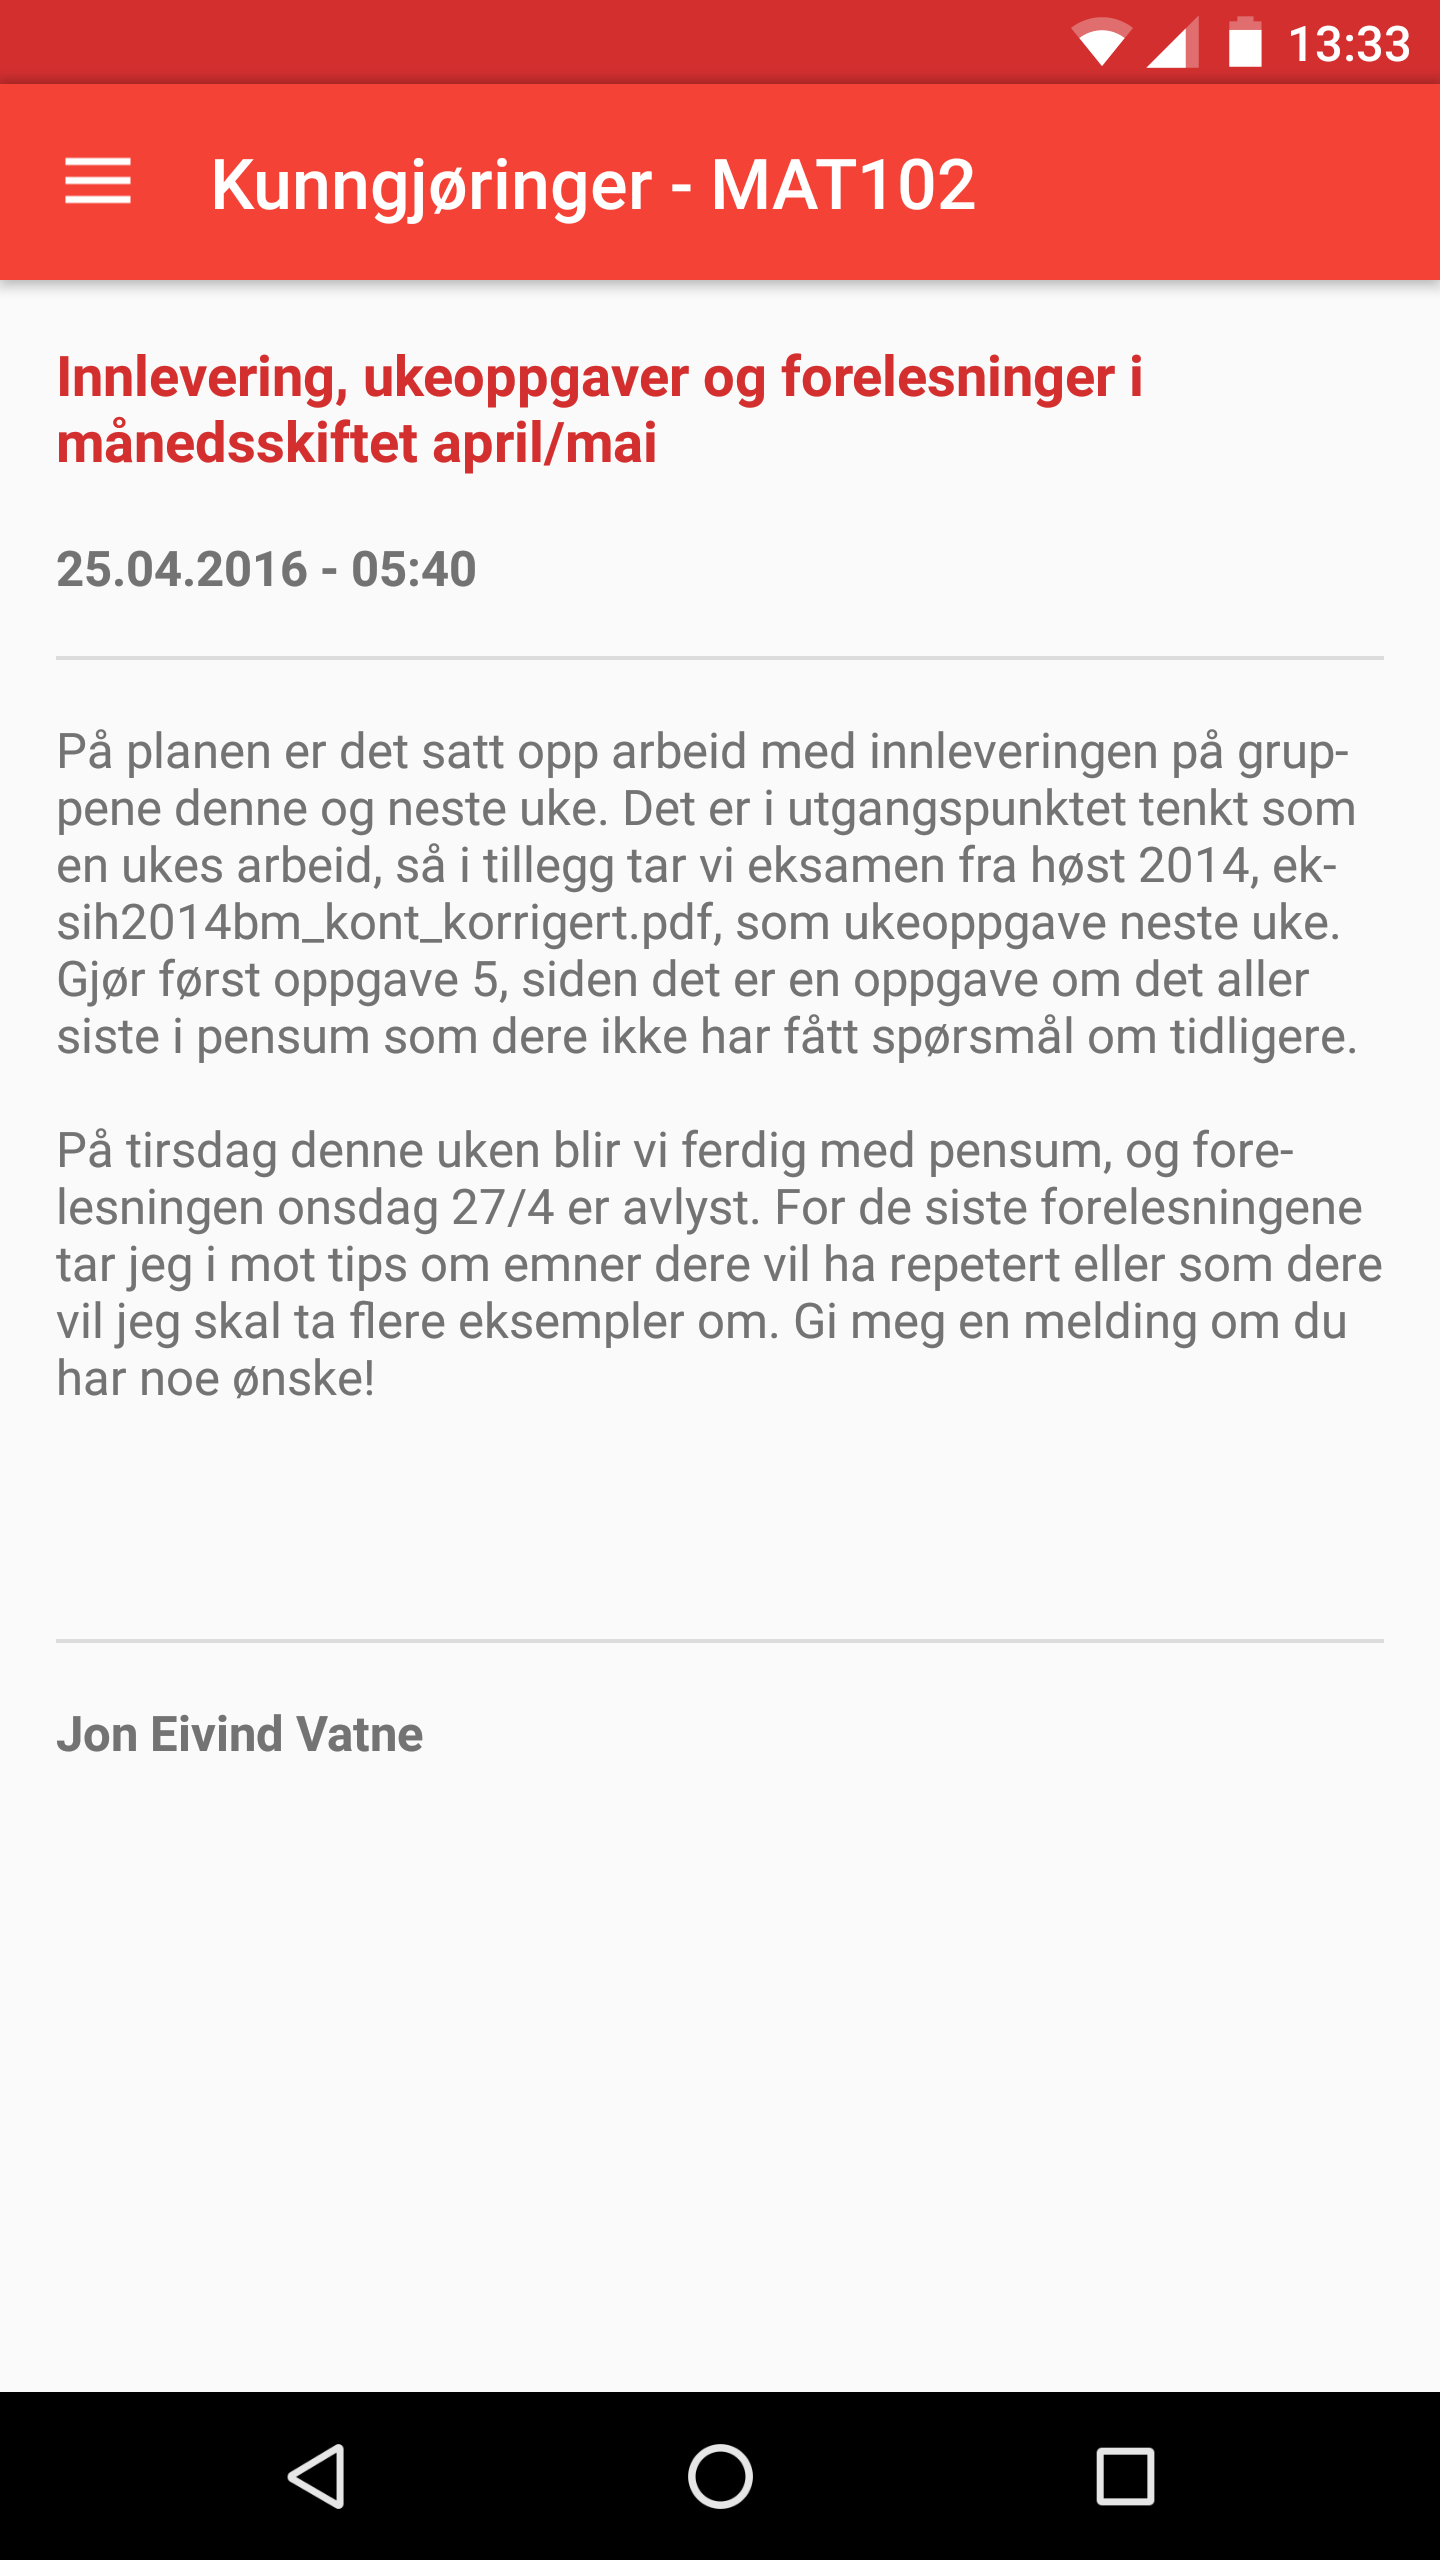 13:33
Kunngjøringer - MAT102
Innlevering, ukeoppgaver og forelesninger i
månedsskiftet april/mai
25.04.2016 - 05:40
På planen er det satt opp arbeid med innleveringen på grup-
pene denne og neste uke. Det er i utgangspunktet tenkt som
en ukes arbeid, så i tillegg tar vi eksamen fra høst 2014, ek-
sih2014bm_kont_korrigert.pdf, som ukeoppgave neste uke.
Gjør først oppgave 5, siden det er en oppgave om det aller
siste i pensum som dere ikke har fått spørsmål om tidligere.
På tirsdag denne uken blir vi ferdig med pensum, og fore-
lesningen onsdag 27/4 er avlyst. For de siste forelesningene
tar jeg i mot tips om emner dere vil ha repetert eller som dere
vil jeg skal ta flere eksempler om. Gi meg en melding om du
har noe ønske!
Jon Eivind Vatne